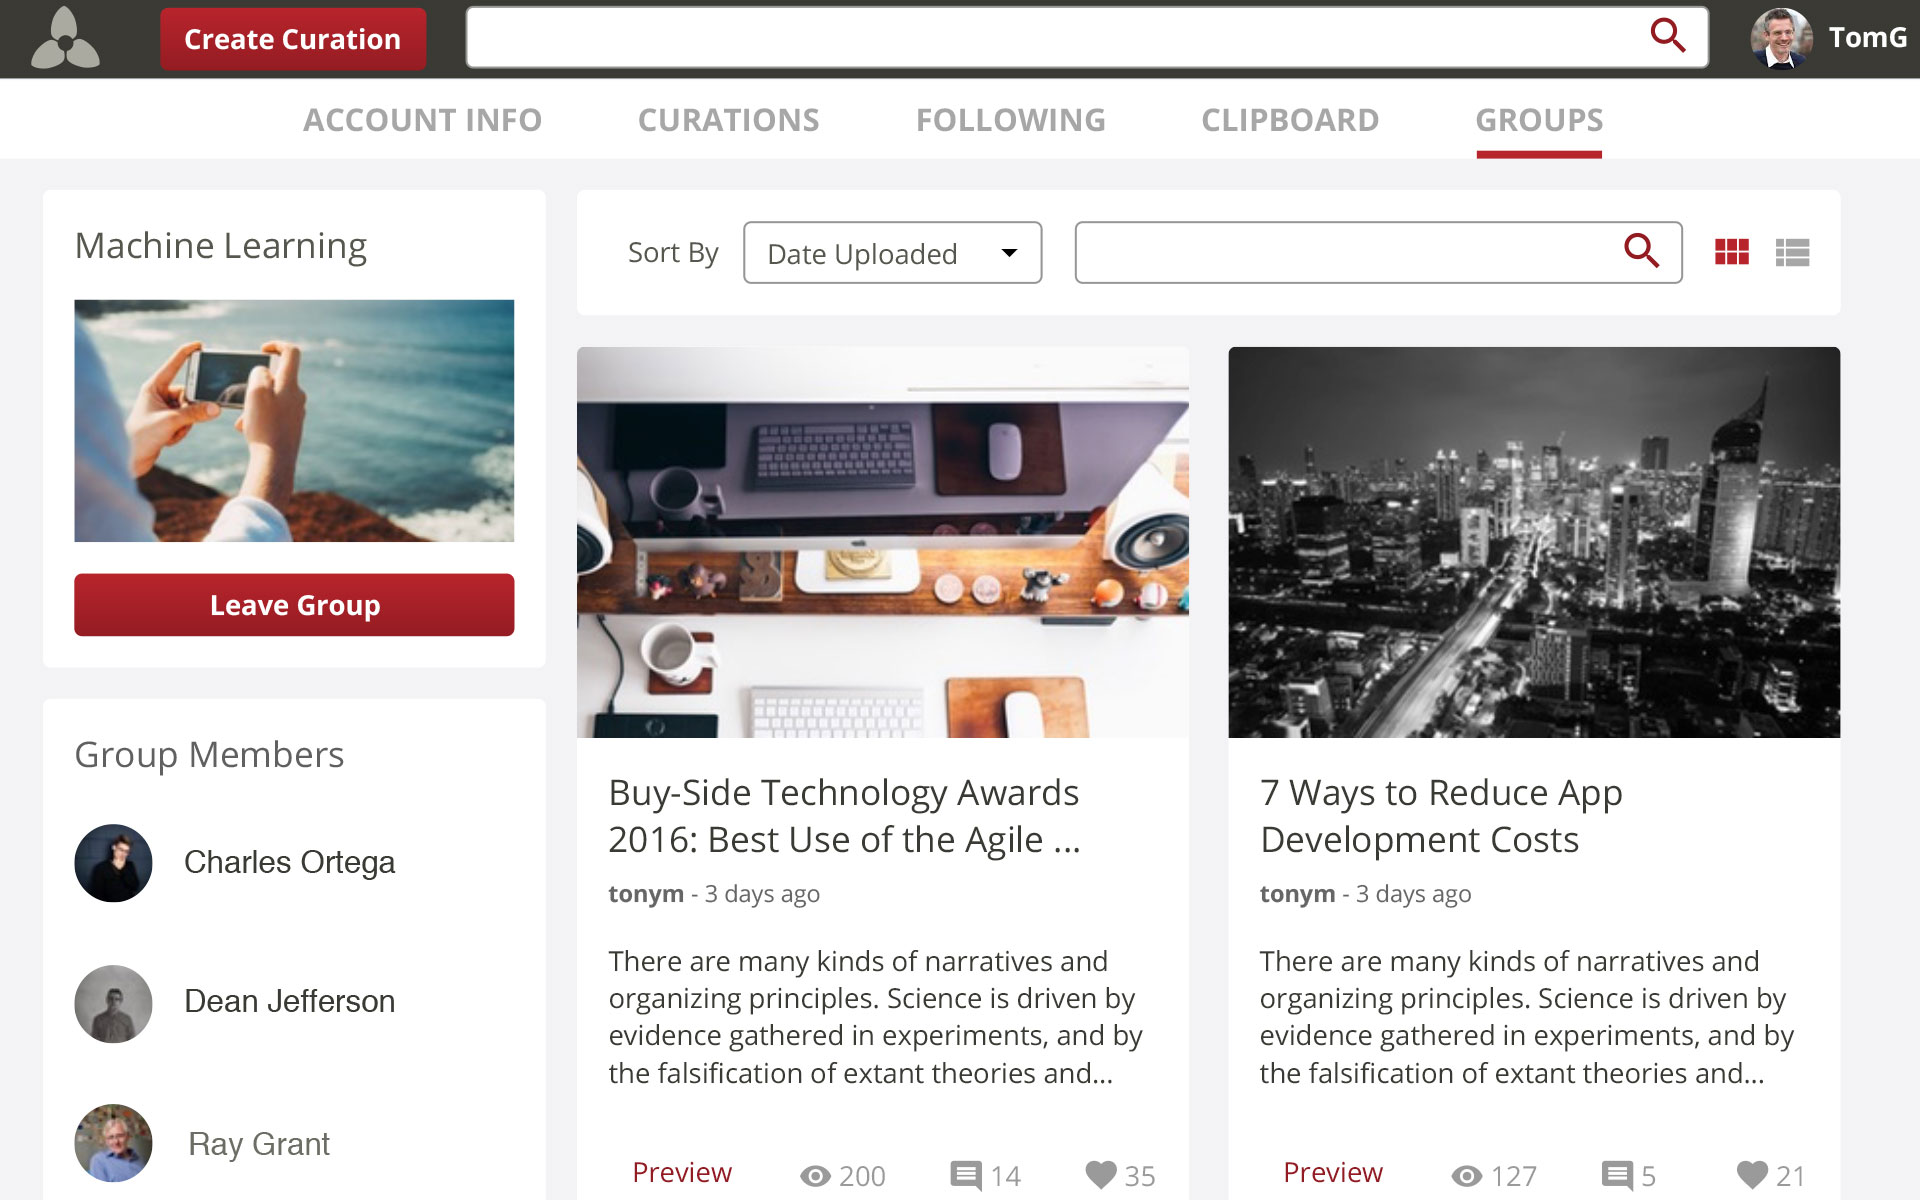 Create Curation
TomG
ACCOUNT INFO
CURATIONS
FOLLOWING
CLIPBOARD
GROUPS
Machine Learning
Leave Group
Group Members
Charles Ortega
Dean Jefferson
Ray Grant
Sort By
Date Uploaded
Buy-Side Technology Awards
2016: Best Use of the Agile ...
tonym - 3 days ago
There are many kinds of narratives and
organizing principles. Science is driven by
evidence gathered in experiments, and by
the falsification of extant theories and...
Preview 200 14 35
7 Ways to Reduce App
Development Costs
tonym - 3 days ago
There are many kinds of narratives and
organizing principles. Science is driven by
evidence gathered in experiments, and by
the falsification of extant theories and...
Preview 127 5 21